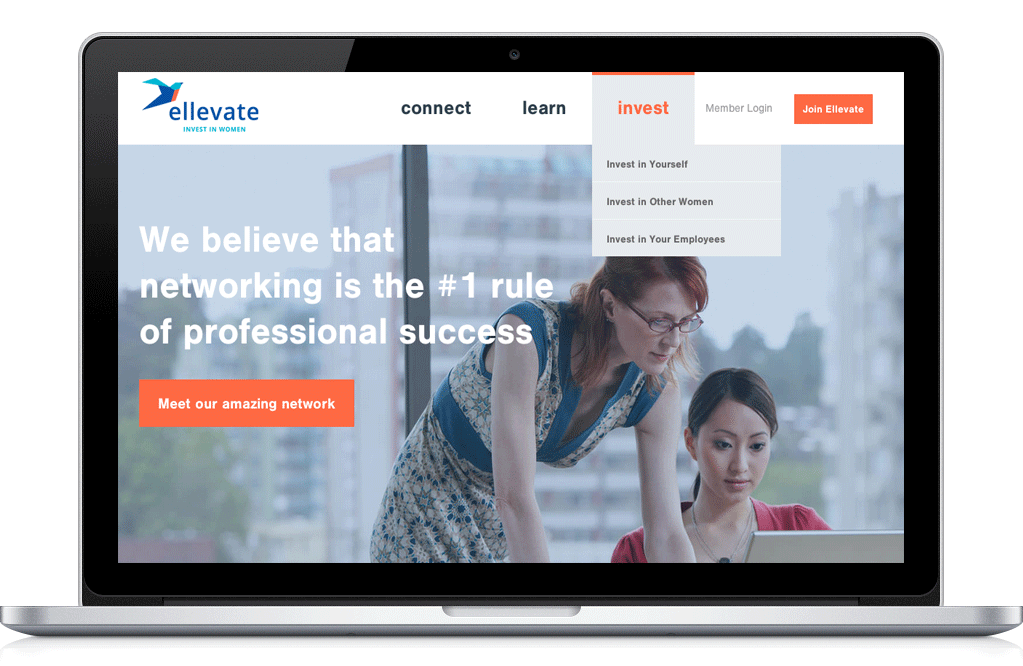 ellevate
INVEST IN WOMEN
connect
learn
invest
Member Login
Join Ellevate
Invest in Yourself
Invest in Other Women
Invest in Your Employees
We believe that
networking is the #1 rule
of professional success
Meet our amazing network